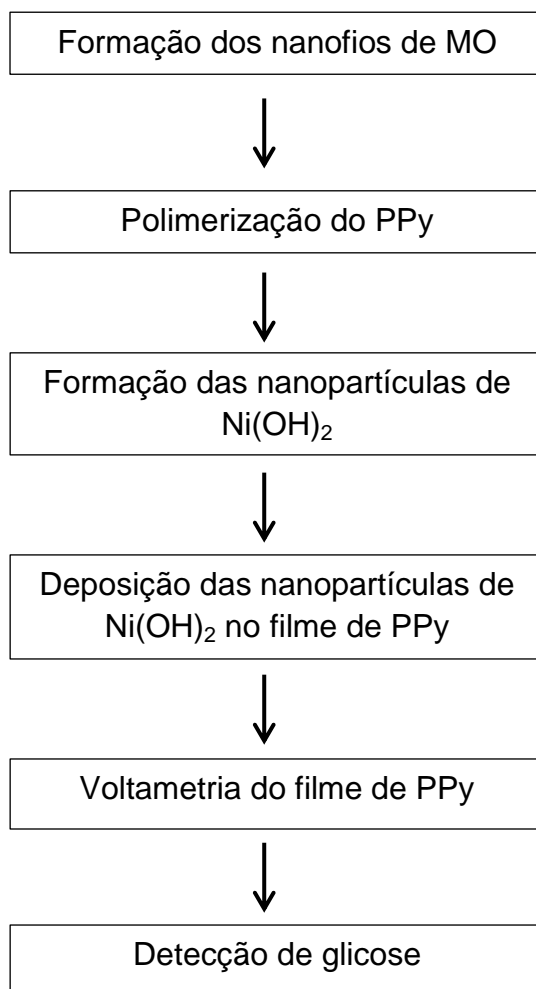 Formação dos nanofios de MO
Polimerização do PPy
Formação das nanopartículas de
Ni(OH)₂
Deposição das nanopartículas de
Ni(OH)₂ no filme de PPy
Voltametria do filme de PPy
Detecção de glicose